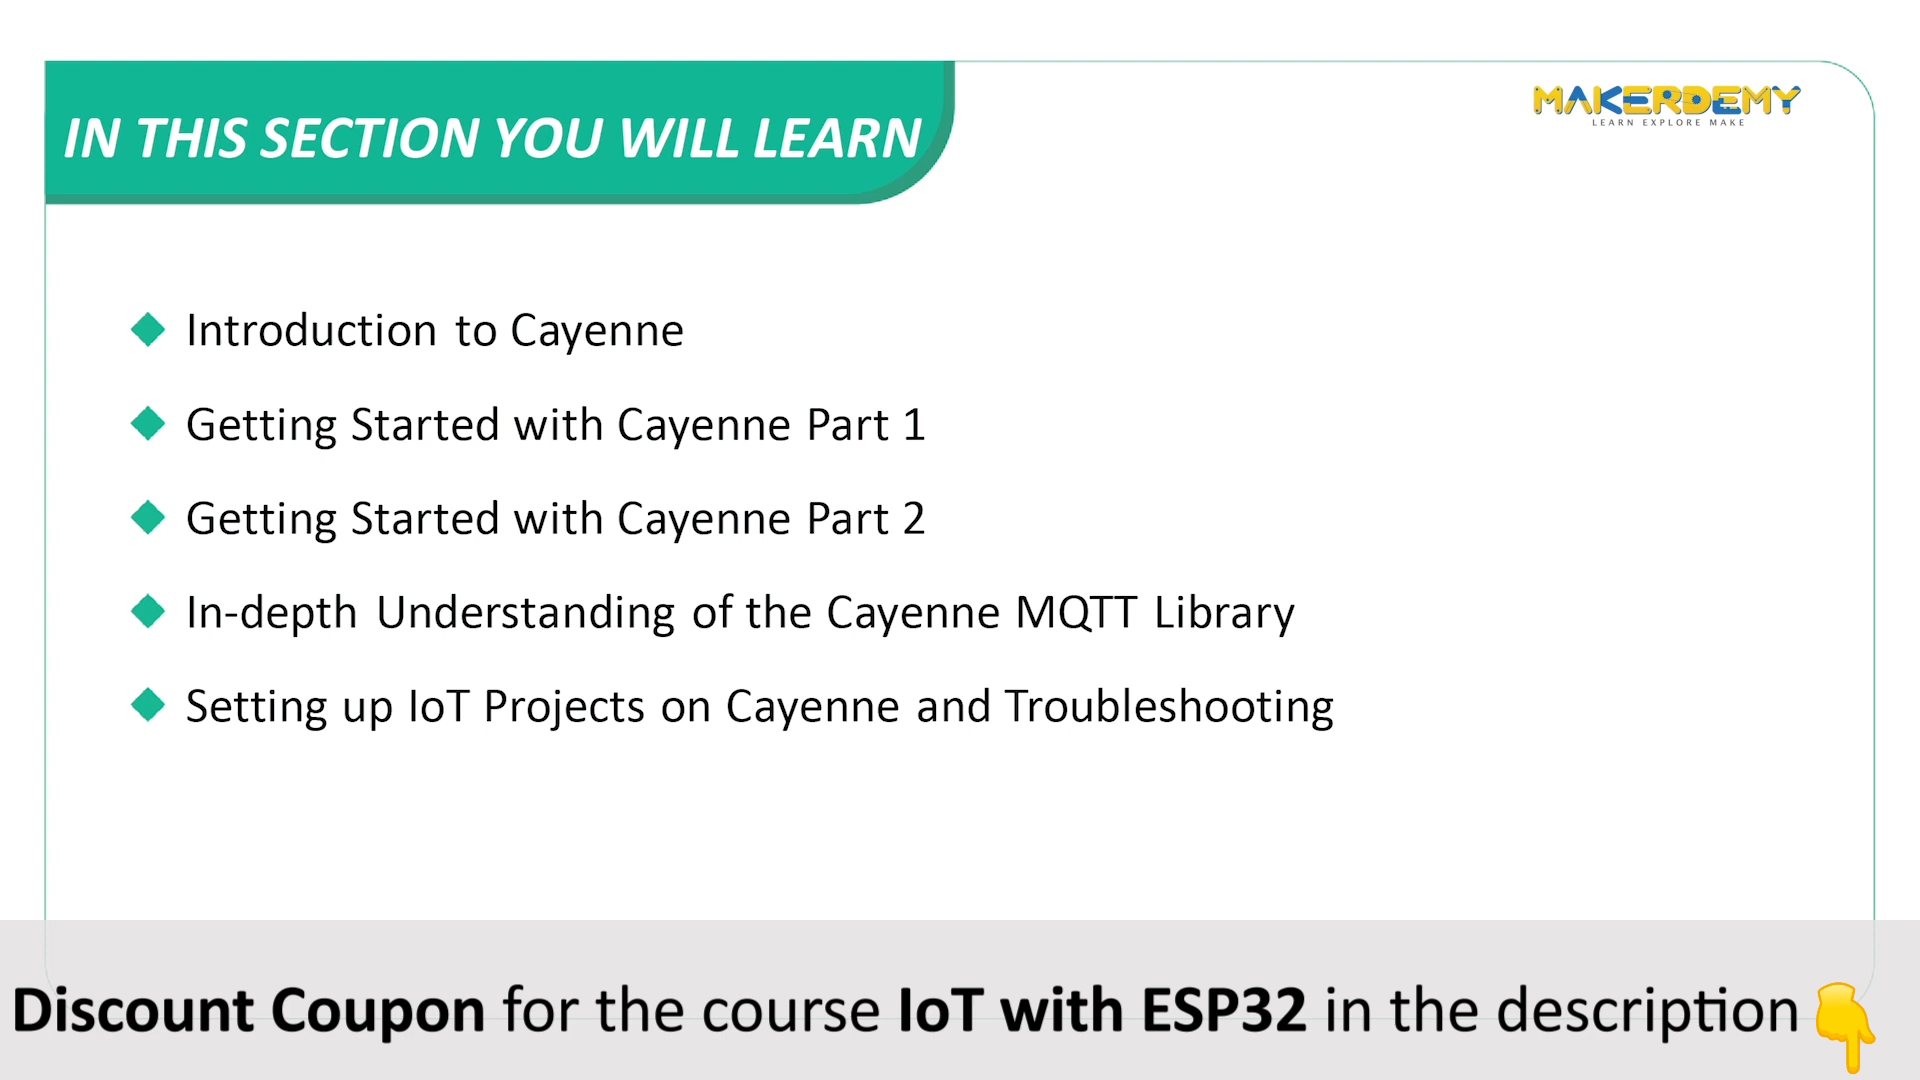 IN THIS SECTION YOU WILL LEARN
MAKERDEMY
LEARN EXPLORE MAKE
Introduction to Cayenne
Getting Started with Cayenne Part 1
Getting Started with Cayenne Part 2
In-depth Understanding of the Cayenne MQTT Library
Setting up IoT Projects on Cayenne and Troubleshooting
Discount Coupon for the course IoT with ESP32 in the description